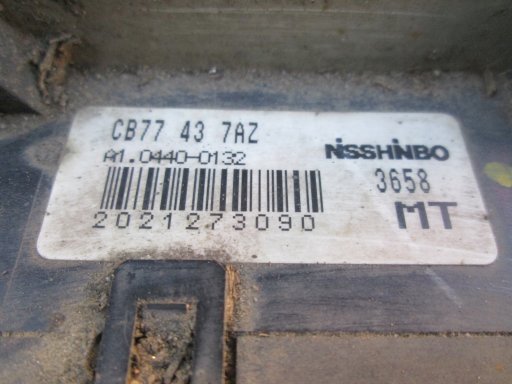 CB77 43 7AZ
A1.0440-0132
NiSSHiNBO
3658
2021273090
MT